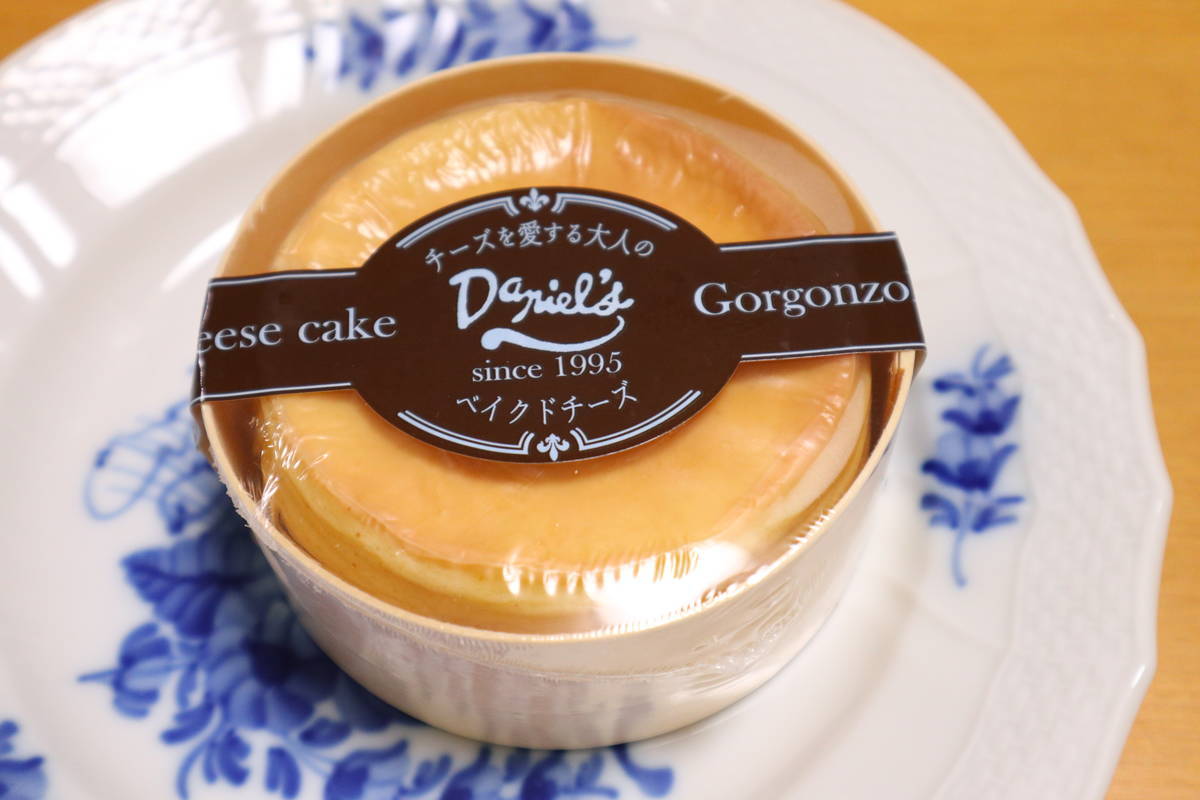 チーズを愛する大人の
Daniel's
since 1995
ベイクドチーズ
eese cake
Gorgonzo